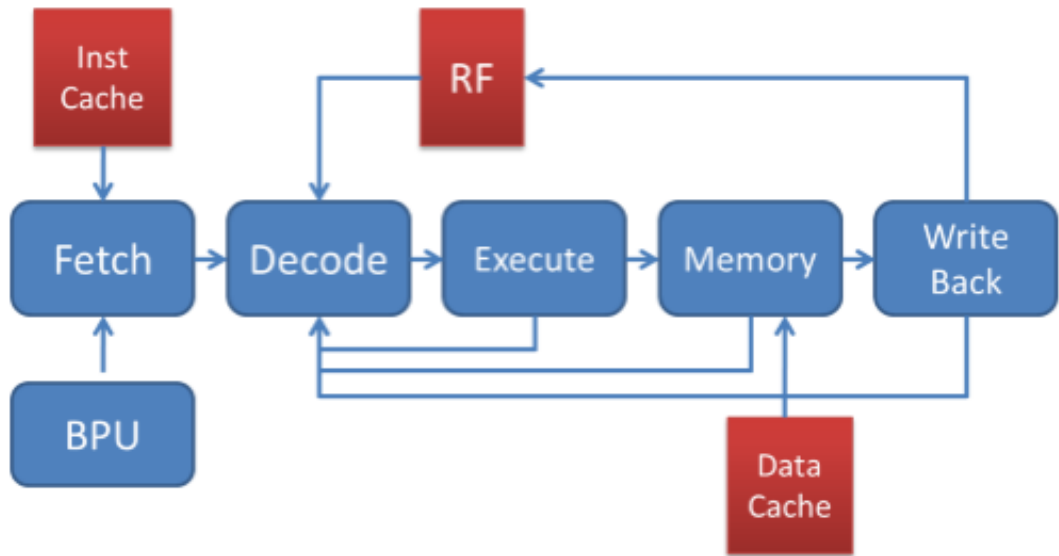 Inst
Cache
RF
Fetch
Decode
Execute
Memory
Write
Back
BPU
Data
Cache